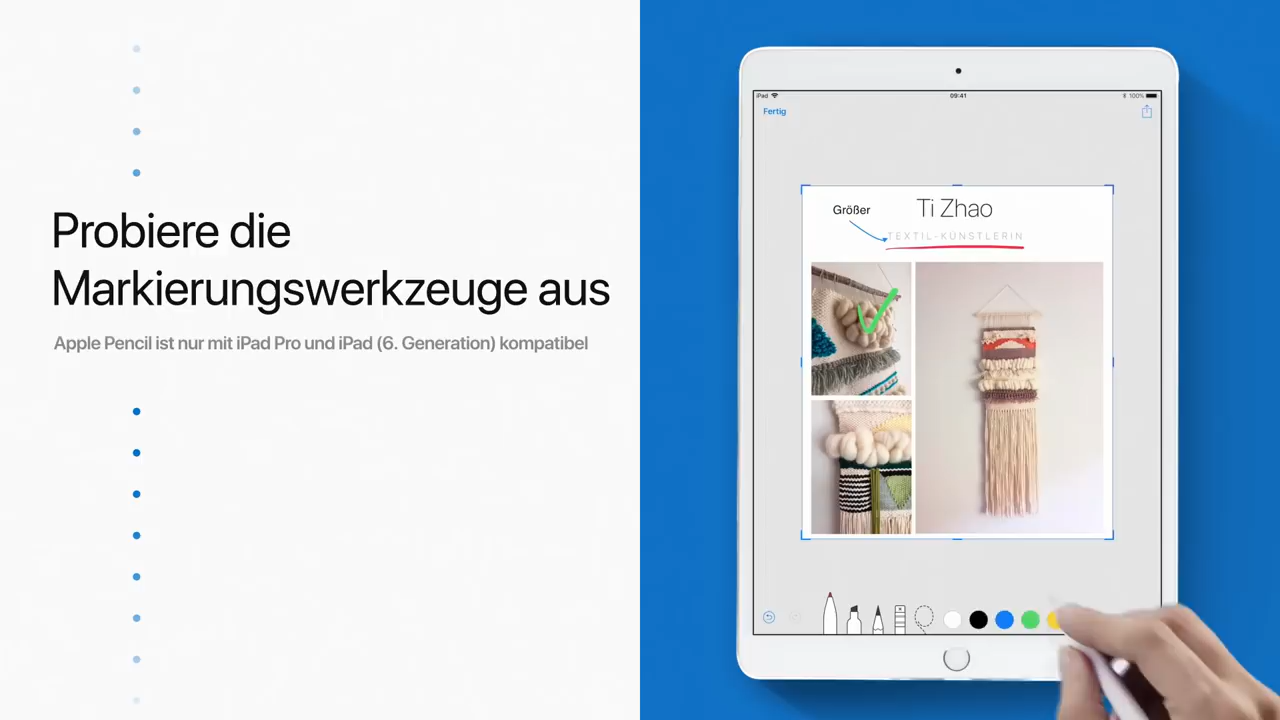 Probiere die
Markierungswerkzeuge aus
Apple Pencil ist nur mit iPad Pro und iPad (6. Generation) kompatibel
iPad 09:41 100%
Fertig
Größer
Ti Zhao
TEXTIL-KÜNSTLERIN